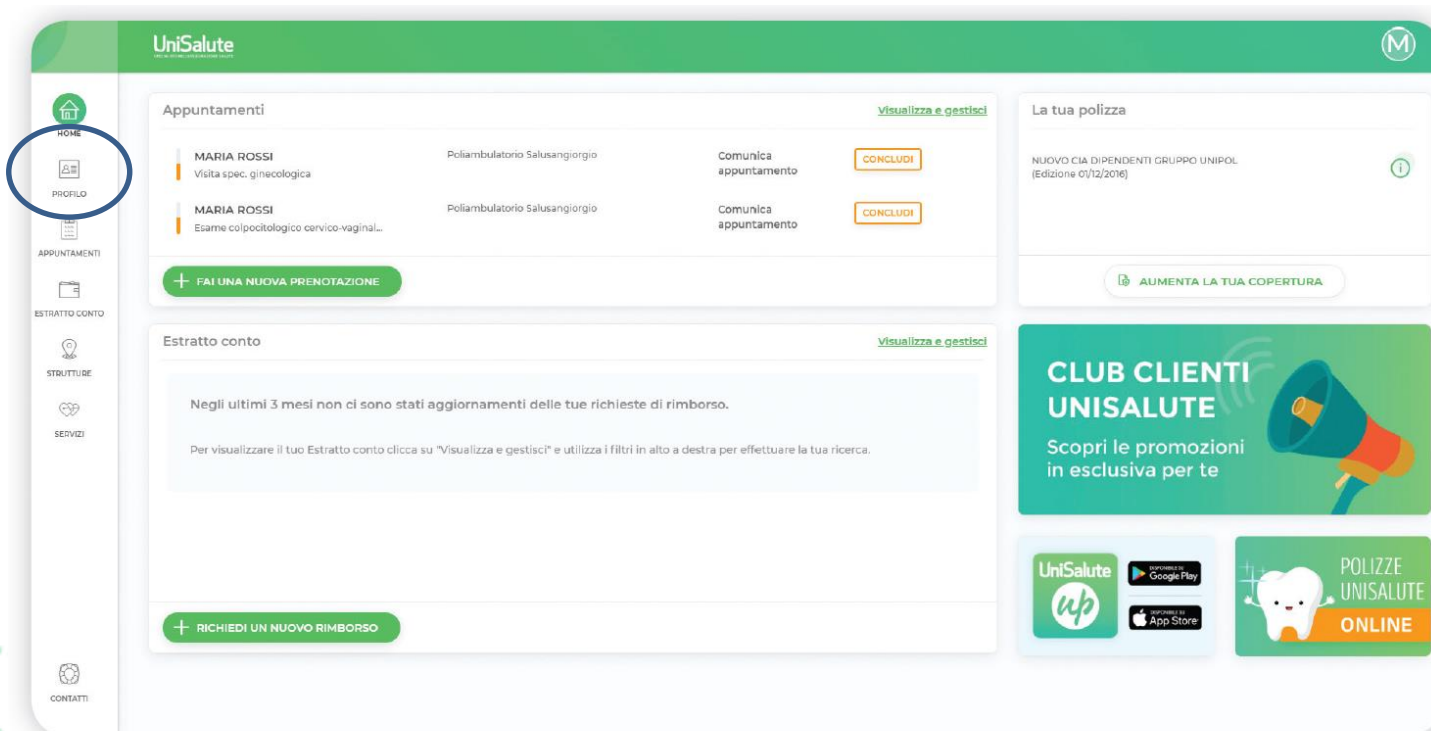 UniSalute
M
HOME
PROFILO
APPUNTAMENTI
ESTRATTO CONTO
STRUTTURE
SERVIZI
CONTATTI
Appuntamenti
Visualizza e gestisci
MARIA ROSSI
Visita spec. ginecologica
Poliambulatorio Salusangiorgio
Comunica
appuntamento
CONCLUDI
MARIA ROSSI
Esame colpocitologico cervico-vaginal...
Poliambulatorio Salusangiorgio
Comunica
appuntamento
CONCLUDI
+ FAI UNA NUOVA PRENOTAZIONE
La tua polizza
NUOVO CIA DIPENDENTI GRUPPO UNIPOL
(Edizione 01/12/2016)
i
AUMENTA LA TUA COPERTURA
Estratto conto
Visualizza e gestisci
Negli ultimi 3 mesi non ci sono stati aggiornamenti delle tue richieste di rimborso.
Per visualizzare il tuo Estratto conto clicca su "Visualizza e gestisci" e utilizza i filtri in alto a destra per effettuare la tua ricerca.
+ RICHIEDI UN NUOVO RIMBORSO
CLUB CLIENTI
UNISALUTE
Scopri le promozioni
in esclusiva per te
UniSalute
up
DISPONIBILE SU
Google Play
DISPONIBILE SU
App Store
POLIZZE
UNISALUTE
ONLINE